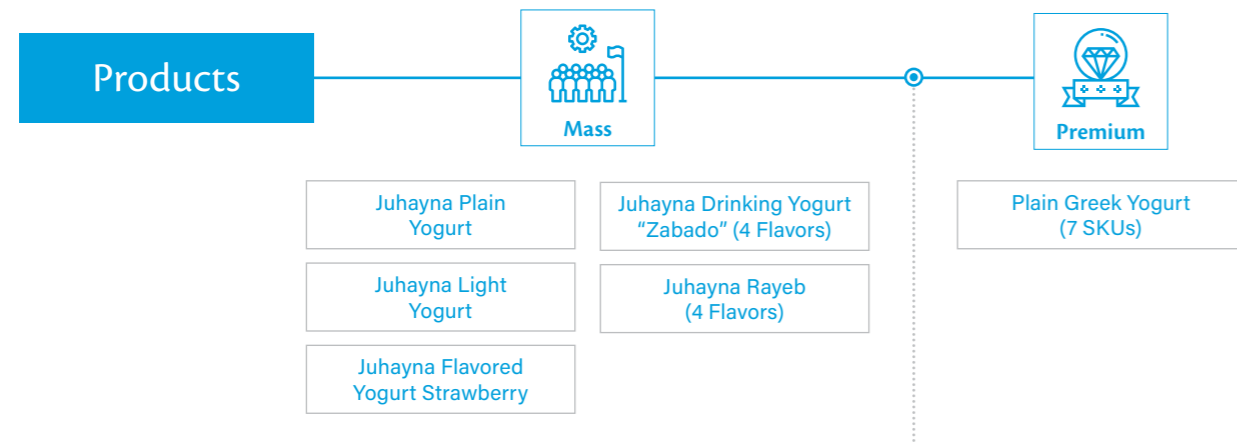 Products
Mass
Premium
Juhayna Plain
Yogurt
Juhayna Light
Yogurt
Juhayna Flavored
Yogurt Strawberry
Juhayna Drinking Yogurt
“Zabado” (4 Flavors)
Juhayna Rayeb
(4 Flavors)
Plain Greek Yogurt
(7 SKUs)